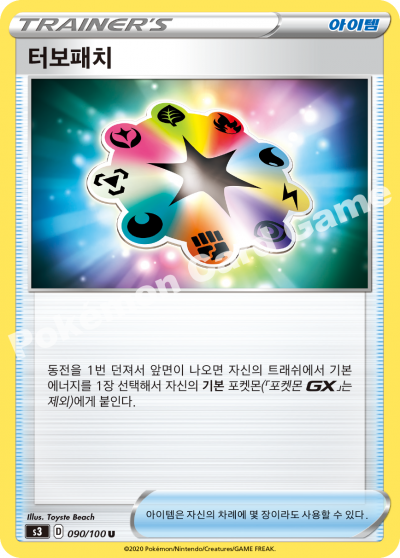 TRAINER'S 아이템
터보패치
Pokémon Card Game
동전을 1번 던져서 앞면이 나오면 자신의 트래쉬에서 기본
에너지를 1장 선택해서 자신의 기본 포켓몬(「포켓몬 GX」는
제외)에게 붙인다.
Illus. Toyste Beach
s3 D 090/100 U
아이템은 자신의 차례에 몇 장이라도 사용할 수 있다.
©2020 Pokémon/Nintendo/Creatures/GAME FREAK.